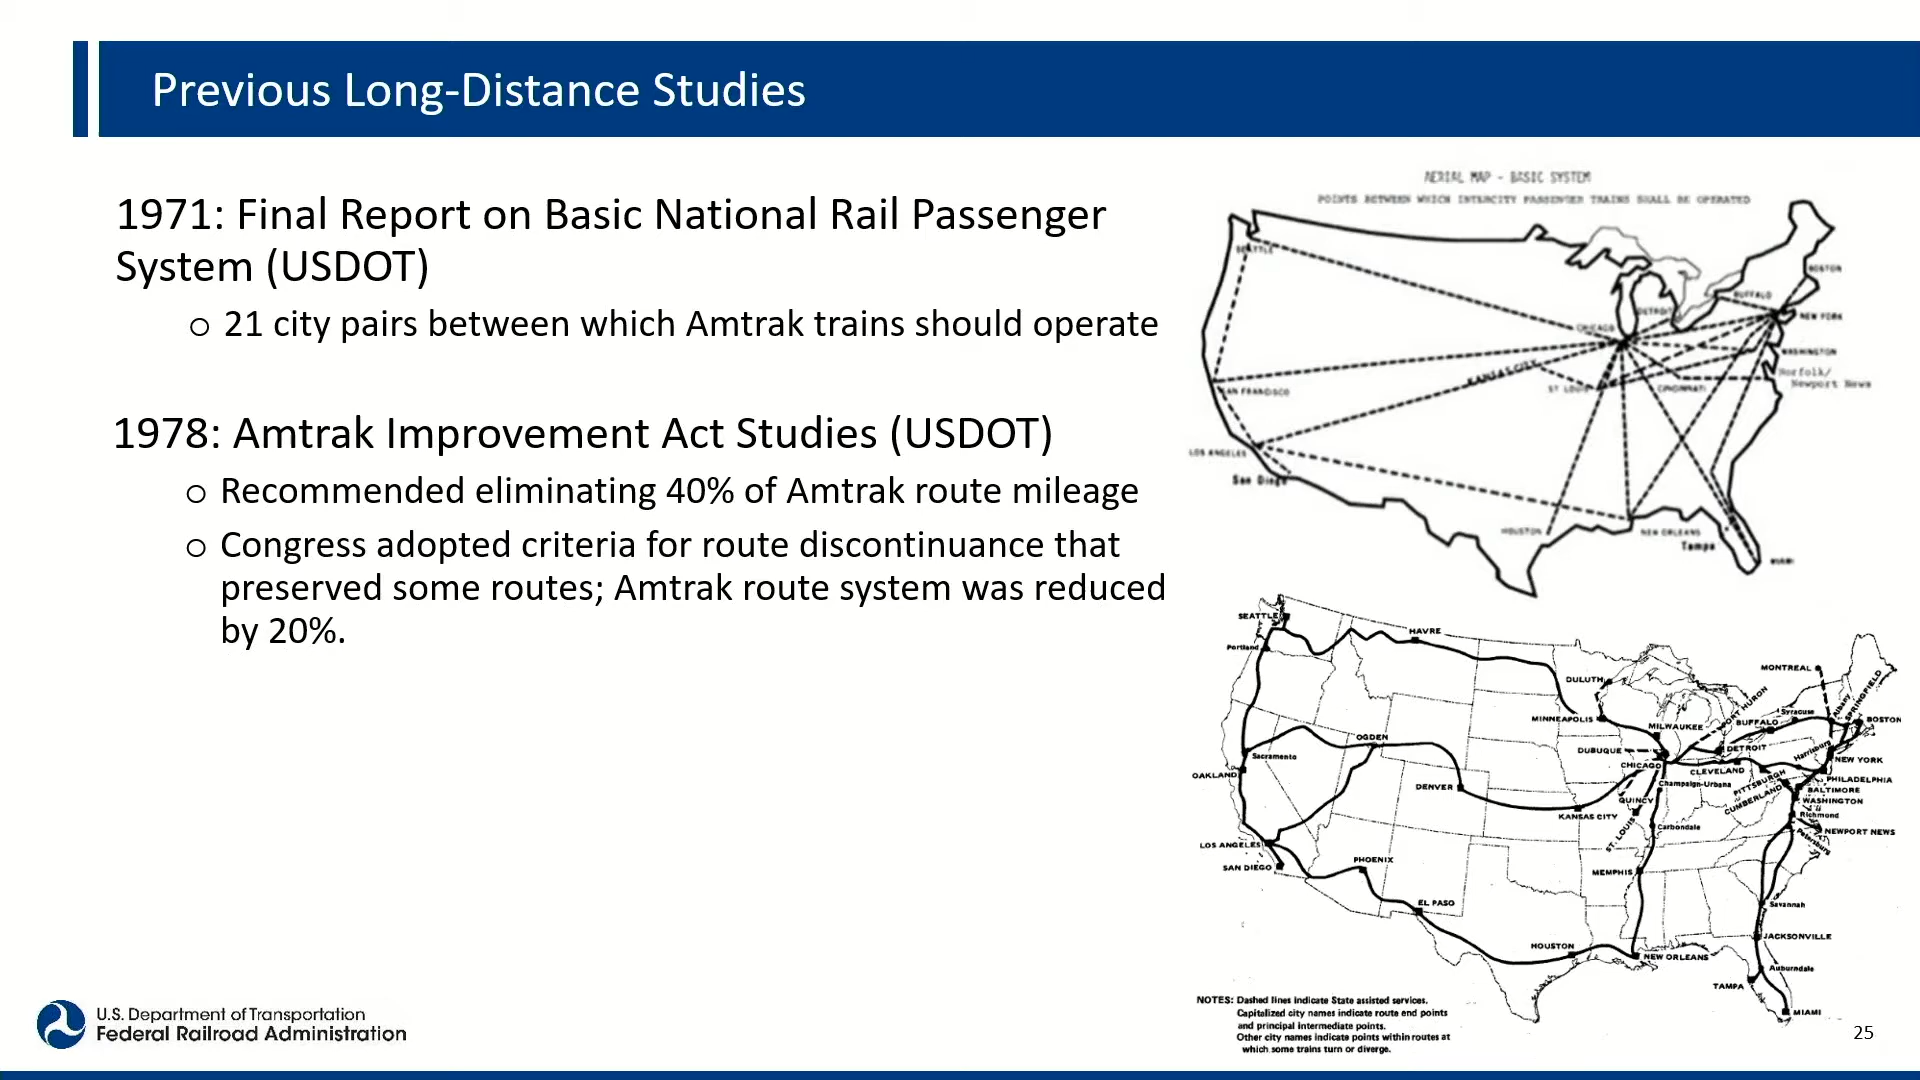 Previous Long-Distance Studies
1971: Final Report on Basic National Rail Passenger
System (USDOT)
o 21 city pairs between which Amtrak trains should operate
1978: Amtrak Improvement Act Studies (USDOT)
o Recommended eliminating 40% of Amtrak route mileage
o Congress adopted criteria for route discontinuance that
preserved some routes; Amtrak route system was reduced
by 20%.
AERIAL MAP - BASIC SYSTEM
POINTS BETWEEN WHICH INTERCITY PASSENGER TRAINS SHALL BE OPERATED
SEATTLE
BOSTON
BUFFALO
DETROIT
NEW YORK
CHICAGO
WASHINGTON
Norfolk/
Newport News
KANSAS CITY
ST LOUIS
CINCINNATI
SAN FRANCISCO
LOS ANGELES
San Diego
HOUSTON
NEW ORLEANS
Tampa
MIAMI
SEATTLE
Portland
HAVRE
DULUTH
MONTREAL
PORT HURON
Albany
SPRINGFIELD
MINNEAPOLIS
MILWAUKEE
BUFFALO
Syracuse
BOSTON
OGDEN
DUBUQUE
DETROIT
Harrisburg
NEW YORK
Sacramento
CHICAGO
CLEVELAND
OAKLAND
DENVER
Champaign-Urbana
PITTSBURGH
PHILADELPHIA
CUMBERLAND
BALTIMORE
QUINCY
WASHINGTON
KANSAS CITY
Richmond
ST. LOUIS
Carbondale
NEWPORT NEWS
Petersburg
LOS ANGELES
SAN DIEGO
PHOENIX
MEMPHIS
EL PASO
Savannah
HOUSTON
NEW ORLEANS
JACKSONVILLE
Auburndale
TAMPA
MIAMI
NOTES: Dashed lines indicate State assisted services.
Capitalized city names indicate route end points
and principal intermediate points.
Other city names indicate points within routes at
which some trains turn or diverge.
U.S. Department of Transportation
Federal Railroad Administration
25